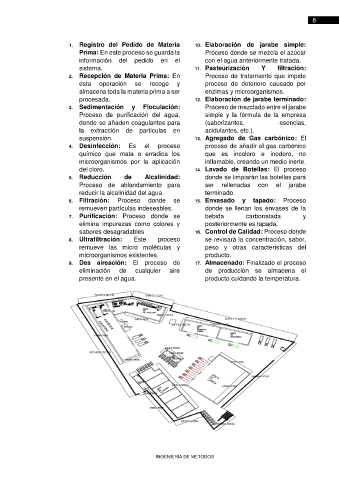 8
1. Registro del Pedido de Materia
Prima: En este proceso se guarda la
información del pedido en el
sistema.
2. Recepción de Materia Prima: En
esta operación se recoge y
almacena toda la materia prima a ser
procesada.
3. Sedimentación y Floculación:
Proceso de purificación del agua,
donde se añaden coagulantes para
la extracción de partículas en
suspensión.
4. Desinfección: Es el proceso
químico que mata o erradica los
microorganismos por la aplicación
del cloro.
5. Reducción de Alcalinidad:
Proceso de ablandamiento para
reducir la alcalinidad del agua.
6. Filtración: Proceso donde se
remueven partículas indeseables.
7. Purificación: Proceso donde se
elimina impurezas como colores y
sabores desagradables
8. Ultrafiltración: Este proceso
remueve las micro moléculas y
microorganismos existentes.
9. Des aireación: El proceso de
eliminación de cualquier aire
presente en el agua.
10. Elaboración de jarabe simple:
Proceso donde se mezcla el azúcar
con el agua anteriormente tratada.
11. Pasteurización Y filtración:
Proceso de tratamiento que impide
proceso de deterioro causado por
enzimas y microorganismos.
12. Elaboración de jarabe terminado:
Proceso de mezclado entre el jarabe
simple y la fórmula de la empresa
(saborizantes, esencias,
acidulantes, etc.).
13. Agregado de Gas carbónico: El
proceso de añadir el gas carbónico
que es incoloro e inodoro, no
inflamable, creando un medio inerte.
14. Lavado de Botellas: El proceso
donde se limpiarán las botellas para
ser rellenadas con el jarabe
terminado.
15. Envasado y tapado: Proceso
donde se llenan los envases de la
bebida carbonatada y
posteriormente es tapada.
16. Control de Calidad: Proceso donde
se revisará la concentración, sabor,
peso y otras características del
producto.
17. Almacenado: Finalizado el proceso
de producción se almacena el
producto cuidando la temperatura.
INGENIERÍA DE MÉTODOS